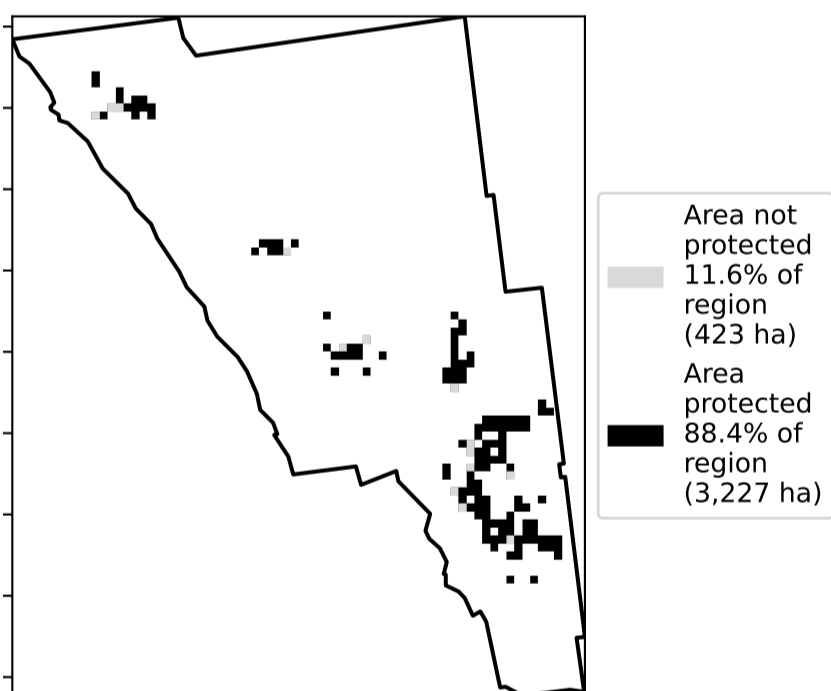 Area not
protected
11.6% of
region
(423 ha)
Area
protected
88.4% of
region
(3,227 ha)